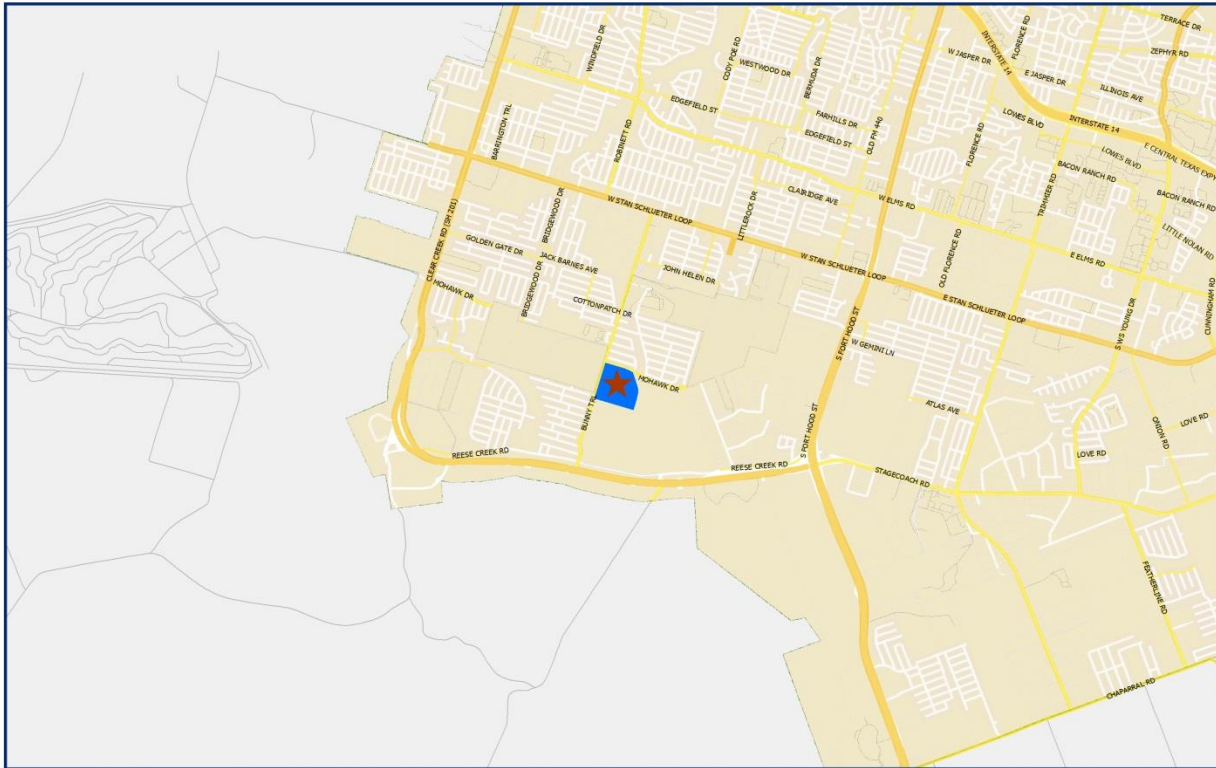 TERRACE DR
ZEPHYR RD
FLORENCE RD
INTERSTATE 14
W JASPER DR
E JASPER DR
ILLINOIS AVE
WINDFIELD DR
CODY POE RD
WESTWOOD DR
BERMUDA DR
EDGEFIELD ST
FARHILLS DR
EDGEFIELD ST
OLD FM 440
LOWES BLVD
INTERSTATE 14
E CENTRAL TEXAS EXPY
LOWES BLVD
BACON RANCH RD
BACON RANCH RD
FLORENCE RD
TRIMMIER RD
BARRINGTON TRL
ROBINETT RD
CLAIRIDGE AVE
W ELMS RD
LITTLEROCK DR
W STAN SCHLUETER LOOP
BRIDGEWOOD DR
LITTLE NOLAN RD
E ELMS RD
CLEAR CREEK RD (SH 201)
GOLDEN GATE DR
JACK BARNES AVE
JOHN HELEN DR
W STAN SCHLUETER LOOP
OLD FLORENCE RD
CUNNINGHAM RD
MOHAWK DR
BRIDGEWOOD DR
COTTONPATCH DR
E STAN SCHLUETER LOOP
S WS YOUNG DR
S FORT HOOD ST
W GEMINI LN
MOHAWK DR
BUNNY TRL
ATLAS AVE
S FORT HOOD ST
ONION RD
LOVE RD
LOVE RD
REESE CREEK RD
REESE CREEK RD
STAGECOACH RD
FEATHERLINE RD
CHAPARRAL RD